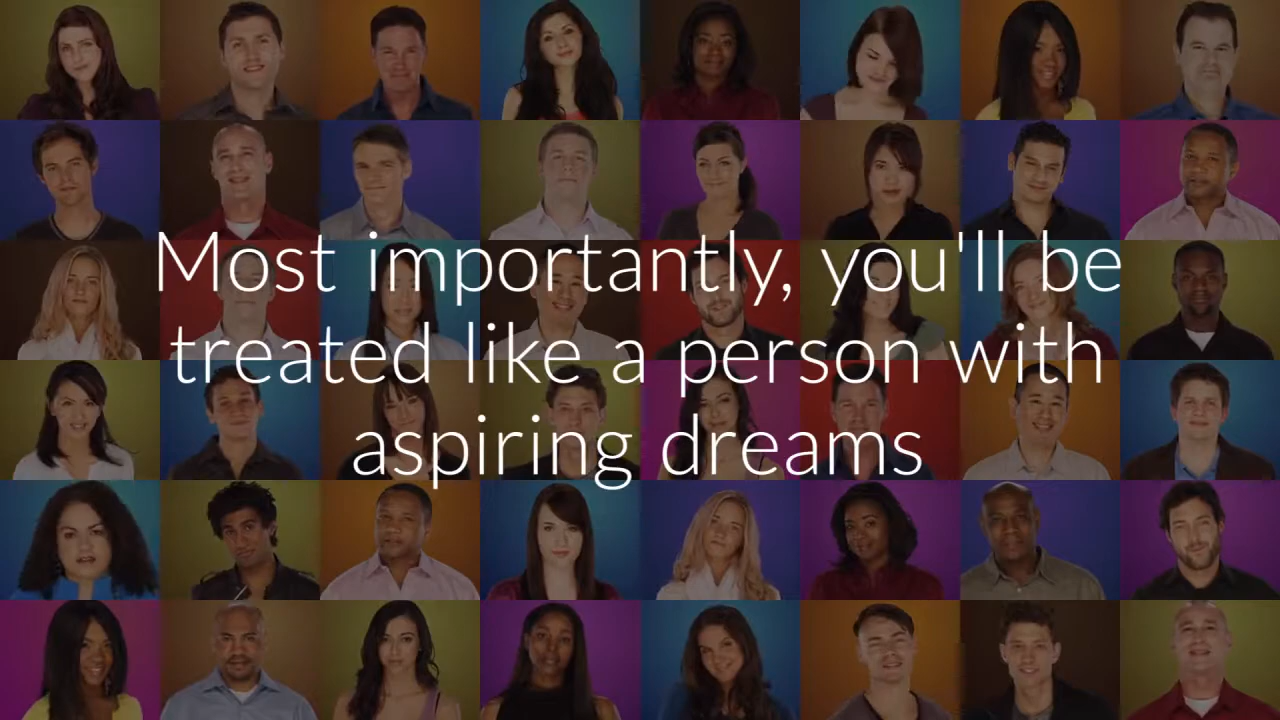 Most importantly, you'll be
treated like a person with
aspiring dreams